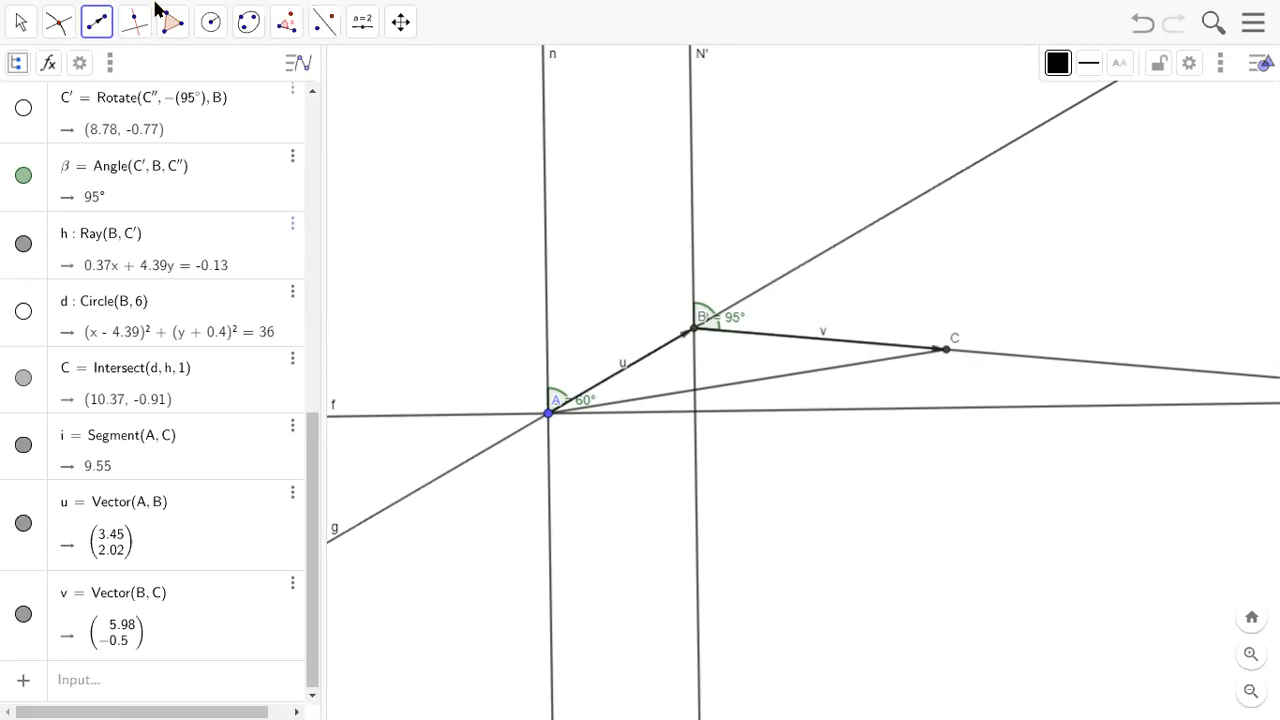 a=2
C′ = Rotate(C″, −(95°), B)
→ (8.78, -0.77)
β = Angle(C′, B, C″)
→ 95°
h : Ray(B, C′)
→ 0.37x + 4.39y = -0.13
d : Circle(B, 6)
→ (x - 4.39)² + (y + 0.4)² = 36
C = Intersect(d, h, 1)
→ (10.37, -0.91)
i = Segment(A, C)
→ 9.55
u = Vector(A, B)
→ (3.45
2.02)
v = Vector(B, C)
→ (5.98
−0.5)
+ Input...
n
N'
AA
B = 95°
v
C
u
A = 60°
f
g